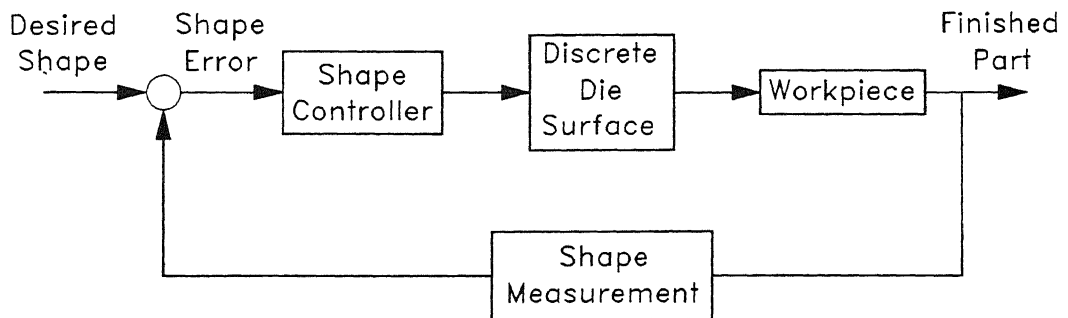 Desired
Shape
Shape
Error
Shape
Controller
Discrete
Die
Surface
Workpiece
Finished
Part
Shape
Measurement